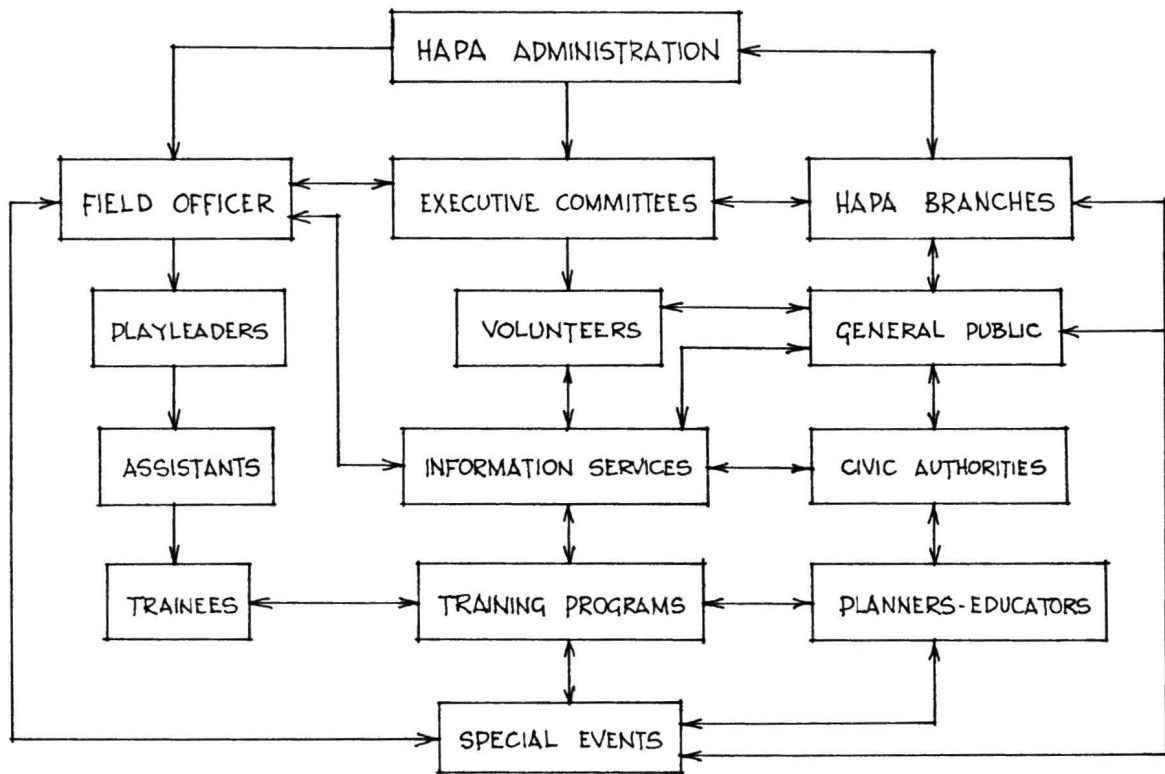 HAPA ADMINISTRATION
FIELD OFFICER
EXECUTIVE COMMITTEES
HAPA BRANCHES
PLAYLEADERS
VOLUNTEERS
GENERAL PUBLIC
ASSISTANTS
INFORMATION SERVICES
CIVIC AUTHORITIES
TRAINEES
TRAINING PROGRAMS
PLANNERS-EDUCATORS
SPECIAL EVENTS